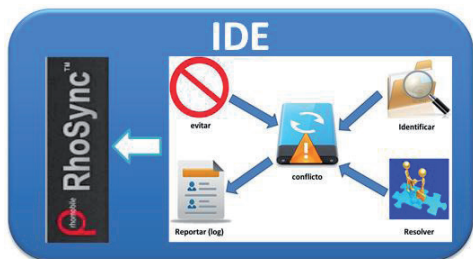 IDE
rhomobile RhoSync™
evitar
Identificar
conflicto
Reportar (log)
Resolver